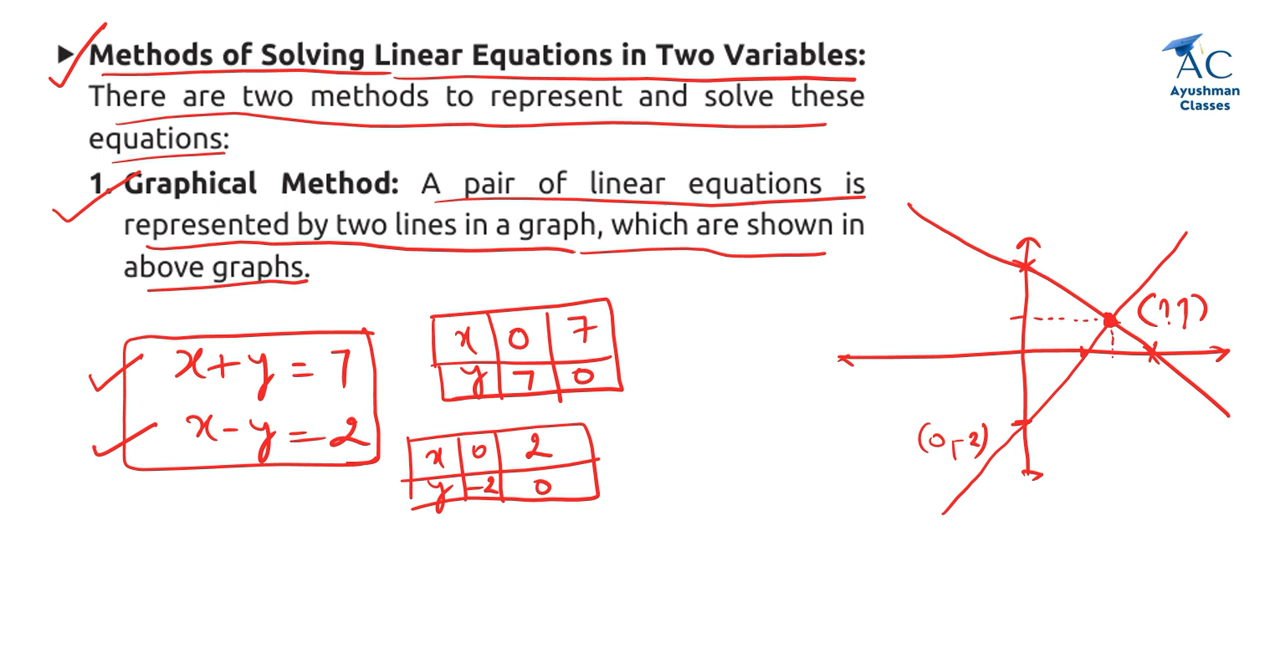 ► Methods of Solving Linear Equations in Two Variables:
There are two methods to represent and solve these
equations:
1. Graphical Method: A pair of linear equations is
represented by two lines in a graph, which are shown in
above graphs.
AC
Ayushman
Classes
x+y=7
x-y=2
x 0 7
y 7 0
x 0 2
y -2 0
(?,?)
(0,-2)